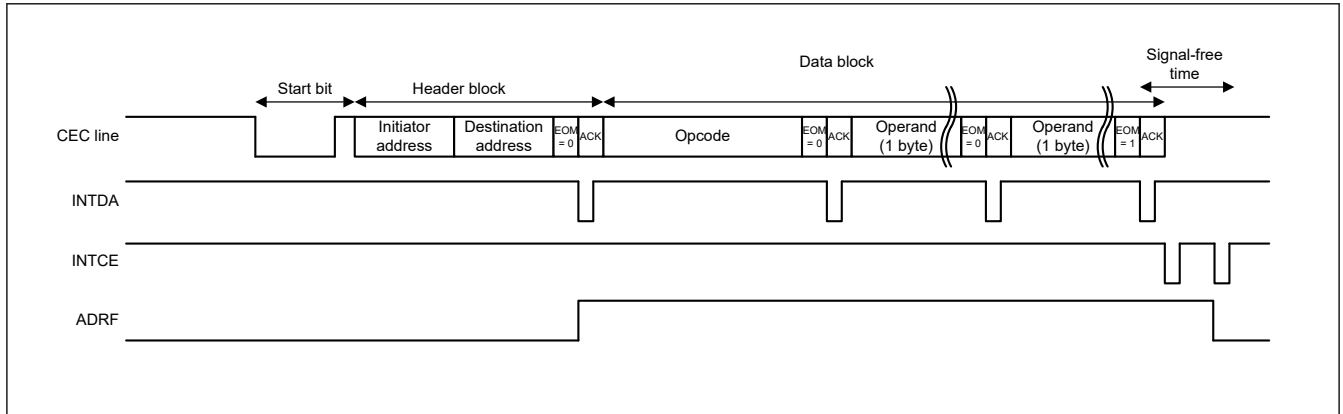 Signal-free
time
Data block
Start bit
Header block
CEC line
Initiator
address
Destination
address
EOM
= 0
ACK
Opcode
EOM
= 0
ACK
Operand
(1 byte)
EOM
= 0
ACK
Operand
(1 byte)
EOM
= 1
ACK
INTDA
INTCE
ADRF